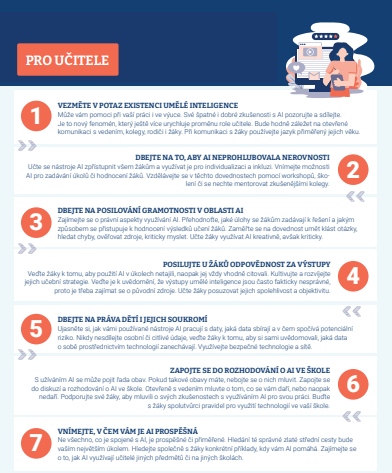 PRO UČITELE
1
VEZMĚTE V POTAZ EXISTENCI UMĚLÉ INTELIGENCE
Může vám pomoci při vaší práci i ve výuce. Své špatné i dobré zkušenosti s AI pozorujte a sdílejte.
Je to nový fenomén, který ještě více urychluje proměnu role učitele. Bude hodně záležet na otevřené
komunikaci s vedením, kolegy, rodiči i žáky. Při komunikaci s žáky používejte jazyk přiměřený jejich věku.
DBEJTE NA TO, ABY AI NEPROHLUBOVALA NEROVNOSTI
Učte se nástroje AI zpřístupnit všem žákům a využívat je pro individualizaci a inkluzi. Vnímejte možnosti
AI pro zadávání úkolů či hodnocení žáků. Vzdělávejte se v těchto dovednostech pomocí workshopů, ško-
lení či se nechte mentorovat zkušenějšími kolegy.
2
3
DBEJTE NA POSILOVÁNÍ GRAMOTNOSTI V OBLASTI AI
Zajímejte se o právní aspekty využívání AI. Přehodnoťte, jaké úlohy se žákům zadávají k řešení a jakým
způsobem se přistupuje k hodnocení výsledků učení žáků. Zaměřte se na dovednost umět klást otázky,
hledat chyby, ověřovat zdroje, kriticky myslet. Učte žáky využívat AI kreativně, avšak kriticky.
POSILUJTE U ŽÁKŮ ODPOVĚDNOST ZA VÝSTUPY
Veďte žáky k tomu, aby použití AI v úkolech netajili, naopak jej vždy vhodně citovali. Kultivujte a rozvíjejte
jejich učební strategie. Veďte je k uvědomění, že výstupy umělé inteligence jsou často fakticky nesprávné,
proto je třeba zajímat se o původní zdroje. Učte žáky posuzovat jejich spolehlivost a objektivitu.
4
5
DBEJTE NA PRÁVA DĚTÍ I JEJICH SOUKROMÍ
Ujasněte si, jak vámi používané nástroje AI pracují s daty, jaká data sbírají a v čem spočívá potenciální
riziko. Nikdy nesdílejte osobní či citlivé údaje, veďte žáky k tomu, aby si sami uvědomovali, jaká data
o sobě prostřednictvím technologií zanechávají. Využívejte bezpečné technologie a sítě.
ZAPOJTE SE DO ROZHODOVÁNÍ O AI VE ŠKOLE
S užíváním AI se může pojit řada obav. Pokud takové obavy máte, nebojte se o nich mluvit. Zapojte se
do diskuzí a rozhodování o AI ve škole. Otevřeně s vedením mluvte o tom, co se vám daří, nebo naopak
nedaří. Podporujte své žáky, aby mluvili o svých zkušenostech s využíváním AI pro svou práci. Buďte
s žáky spolutvůrci pravidel pro využití technologií ve vaší škole.
6
7
VNÍMEJTE, V ČEM VÁM JE AI PROSPĚŠNÁ
Ne všechno, co je spojené s AI, je prospěšné či přiměřené. Hledání té správné zlaté střední cesty bude
vaším největším úkolem. Hledejte společně s žáky konkrétní příklady, kdy vám AI pomáhá. Zajímejte se
o to, jak AI využívají učitelé jiných předmětů či na jiných školách.